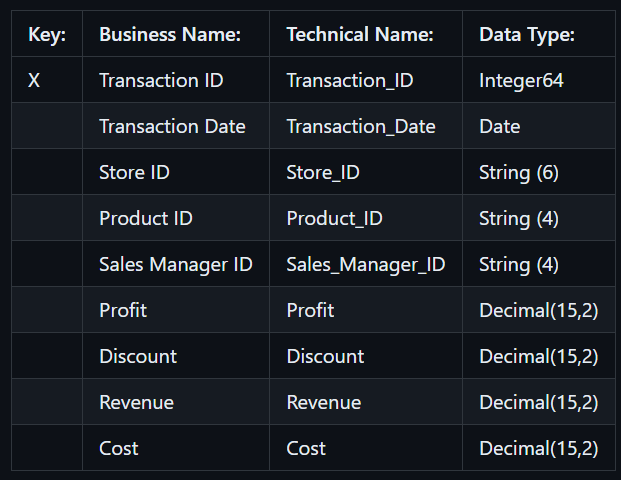 Key: Business Name: Technical Name: Data Type:
X Transaction ID Transaction_ID Integer64
Transaction Date Transaction_Date Date
Store ID Store_ID String (6)
Product ID Product_ID String (4)
Sales Manager ID Sales_Manager_ID String (4)
Profit Profit Decimal(15,2)
Discount Discount Decimal(15,2)
Revenue Revenue Decimal(15,2)
Cost Cost Decimal(15,2)